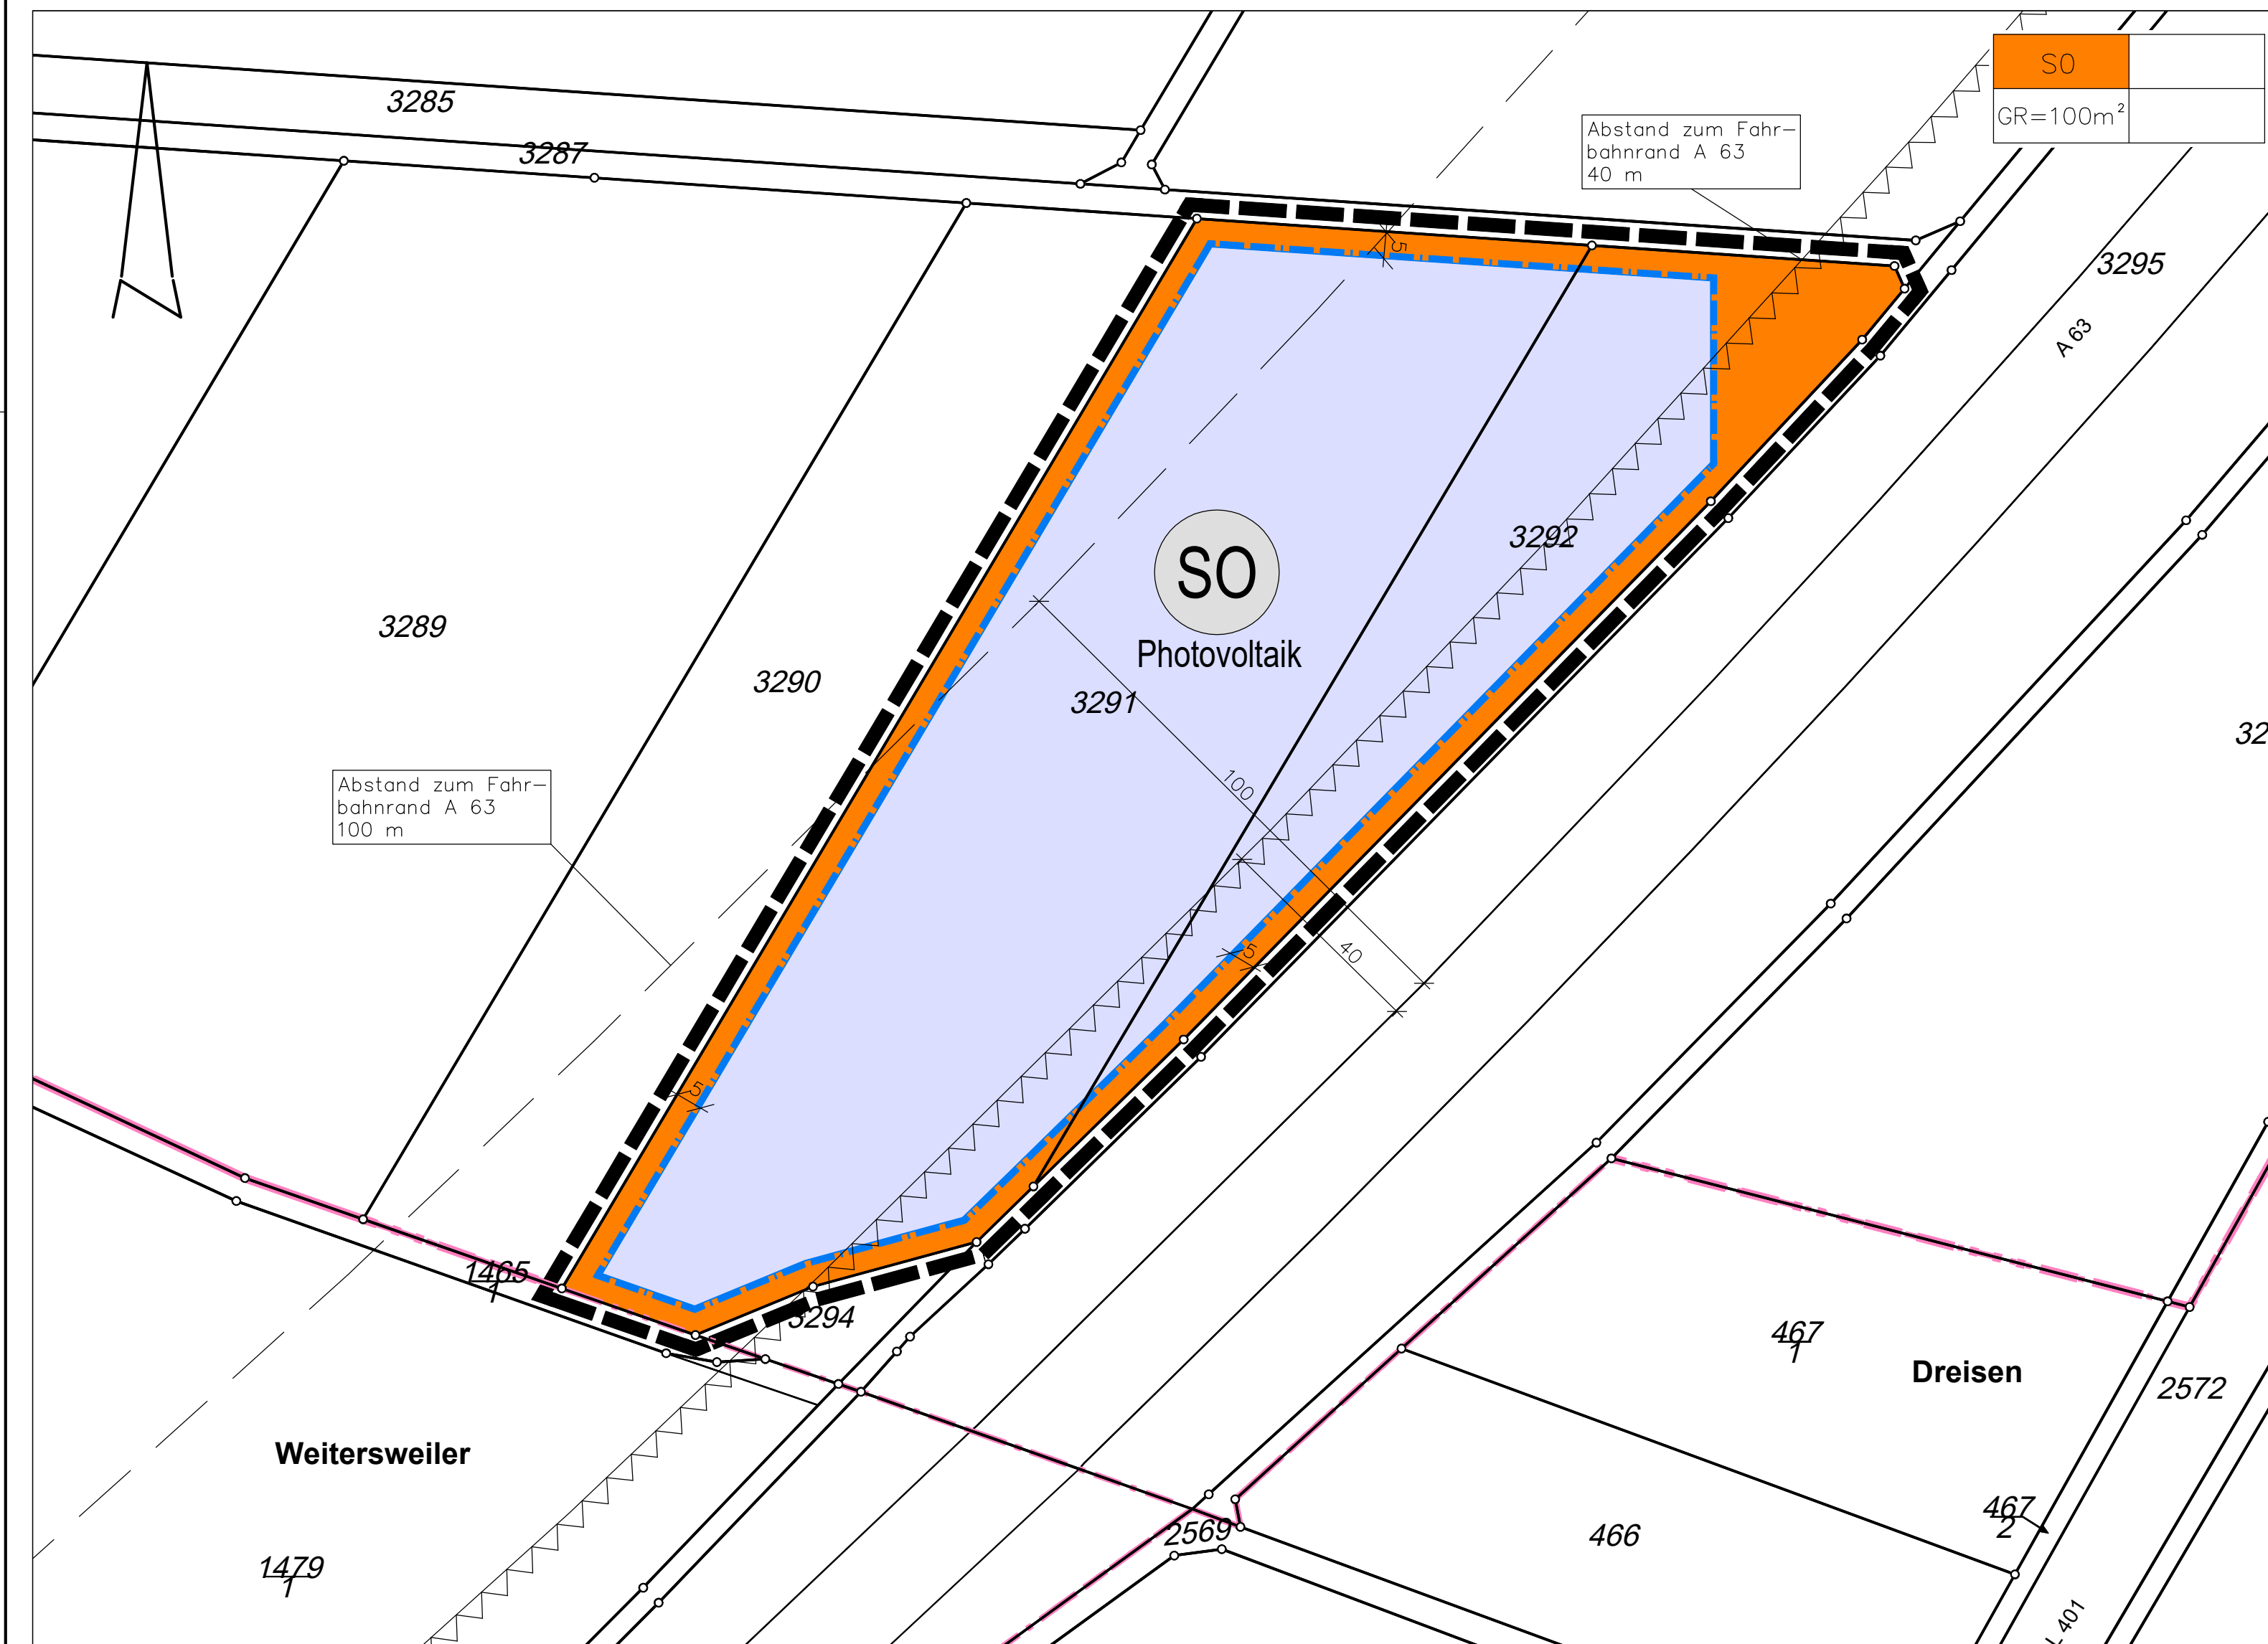 3285
3287
SO
GR=100m²
Abstand zum Fahr-
bahnrand A 63
40 m
5
3295
A 63
3292
SO
Photovoltaik
3289
3290
3291
100
Abstand zum Fahr-
bahnrand A 63
100 m
40
5
5
1465
1
3294
467
1
Dreisen
2572
Weitersweiler
467
2
2569
466
1479
1
L 401